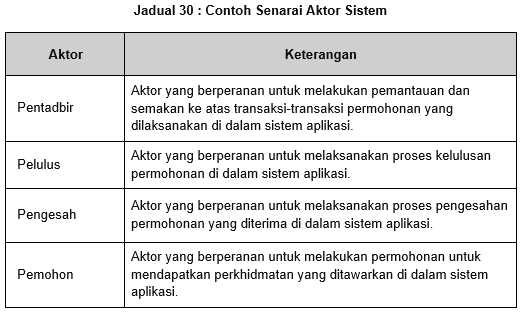 Jadual 30 : Contoh Senarai Aktor Sistem
Aktor
Keterangan
Pentadbir
Aktor yang berperanan untuk melakukan pemantauan dan
semakan ke atas transaksi-transaksi permohonan yang
dilaksanakan di dalam sistem aplikasi.
Pelulus
Aktor yang berperanan untuk melaksanakan proses kelulusan
permohonan di dalam sistem aplikasi.
Pengesah
Aktor yang berperanan untuk melaksanakan proses pengesahan
permohonan yang diterima di dalam sistem aplikasi.
Pemohon
Aktor yang berperanan untuk melakukan permohonan untuk
mendapatkan perkhidmatan yang ditawarkan di dalam sistem
aplikasi.